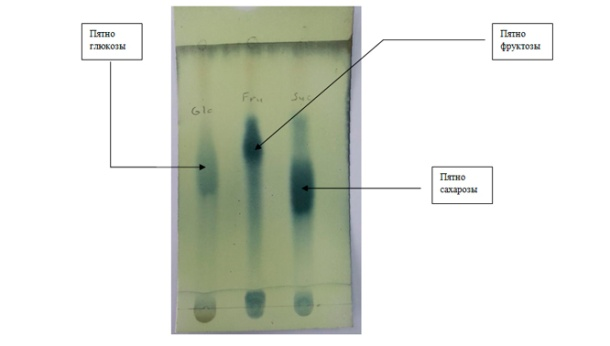 Пятно
глюкозы
Пятно
фруктозы
Glc Fru Suc
Пятно
сахарозы